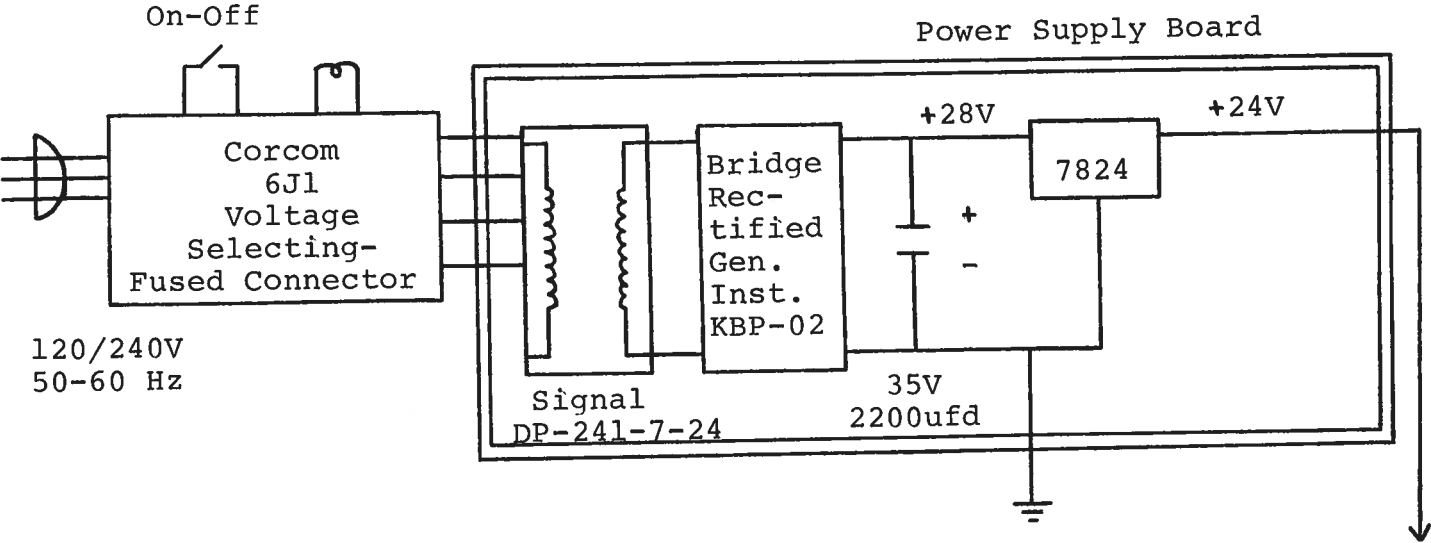 On-Off
Power Supply Board
+28V
+24V
Corcom
6J1
Voltage
Selecting-
Fused Connector
Bridge
Rec-
tified
Gen.
Inst.
KBP-02
7824
+
-
120/240V
50-60 Hz
Signal
DP-241-7-24
35V
2200ufd